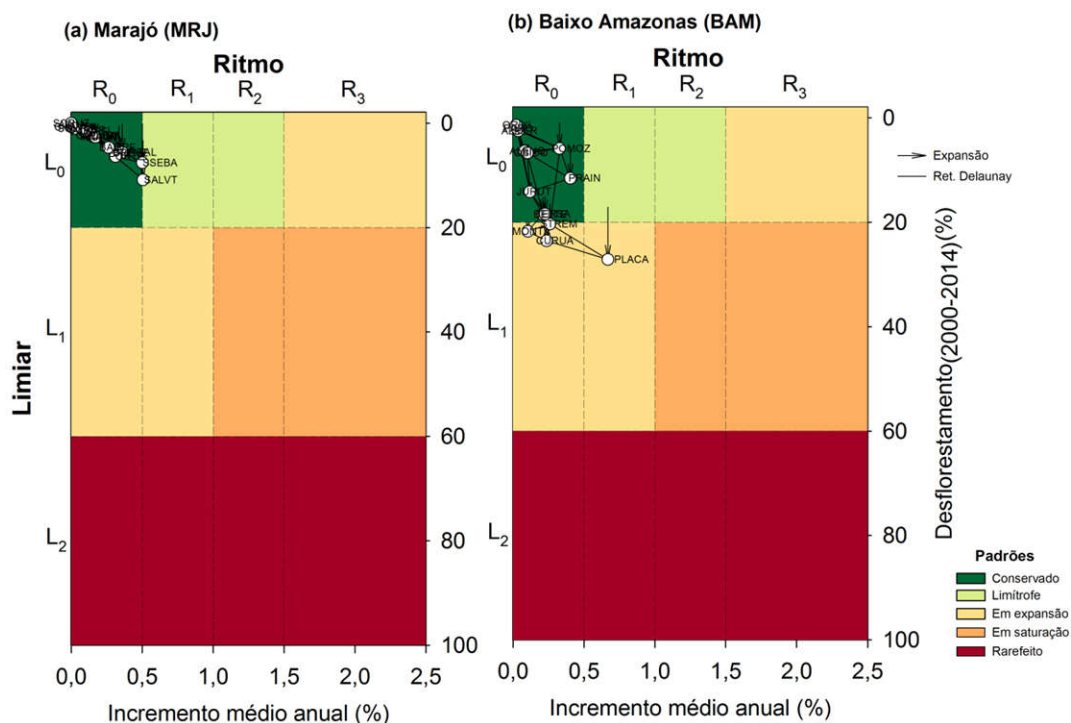 (a) Marajó (MRJ)
Ritmo
R0 R1 R2 R3
L0
L1
L2
Limiar
SSEBA
SALVT
0
20
40
60
80
100
0,0 0,5 1,0 1,5 2,0 2,5
Incremento médio anual (%)
(b) Baixo Amazonas (BAM)
Ritmo
R0 R1 R2 R3
L0
L1
L2
PRAIN
JURUT
MONTE
CURUA
PLACA
0
20
40
60
80
100
Desflorestamento(2000-2014)(%)
0,0 0,5 1,0 1,5 2,0 2,5
Incremento médio anual (%)
Expansão
Ret. Delaunay
Padrões
Conservado
Limítrofe
Em expansão
Em saturação
Rarefeito